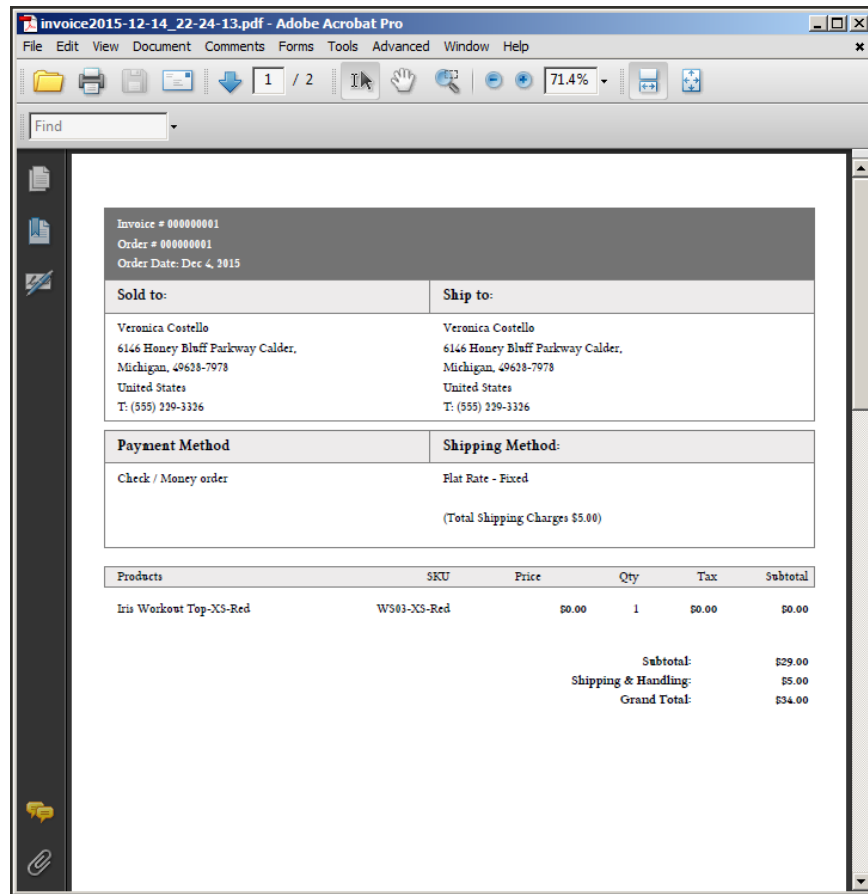 invoice2015-12-14_22-24-13.pdf - Adobe Acrobat Pro
File Edit View Document Comments Forms Tools Advanced Window Help
1 / 2 71.4%
Find
Invoice # 000000001
Order # 000000001
Order Date: Dec 4, 2015
Sold to: Ship to:
Veronica Costello Veronica Costello
6146 Honey Bluff Parkway Calder, 6146 Honey Bluff Parkway Calder,
Michigan, 49628-7978 Michigan, 49628-7978
United States United States
T: (555) 229-3326 T: (555) 229-3326
Payment Method Shipping Method:
Check / Money order Flat Rate - Fixed
(Total Shipping Charges $5.00)
Products SKU Price Qty Tax Subtotal
Iris Workout Top-XS-Red WS03-XS-Red $0.00 1 $0.00 $0.00
Subtotal: $29.00
Shipping & Handling: $5.00
Grand Total: $34.00